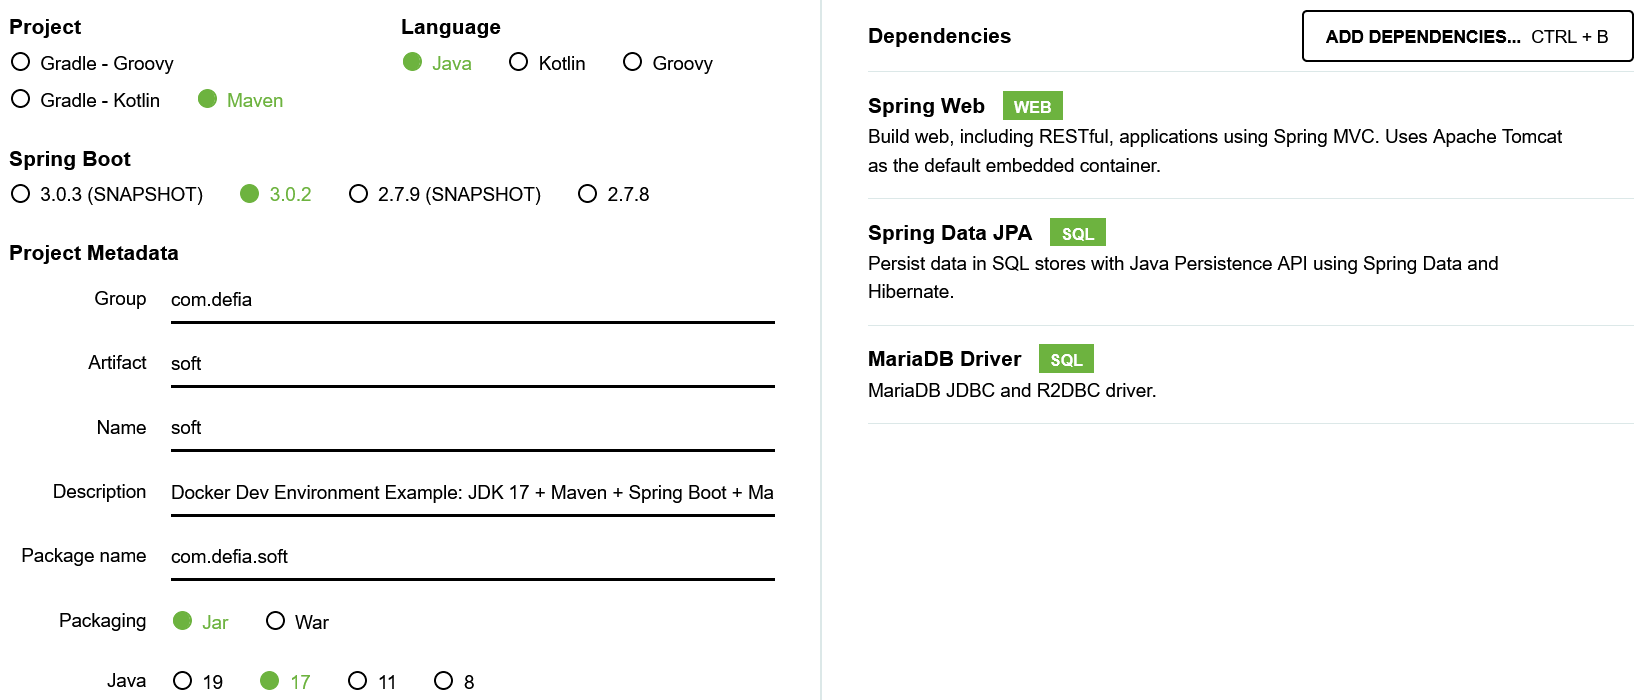 Project
Gradle - Groovy
Gradle - Kotlin Maven
Language
Java Kotlin Groovy
Spring Boot
3.0.3 (SNAPSHOT) 3.0.2 2.7.9 (SNAPSHOT) 2.7.8
Project Metadata
Group com.defia
Artifact soft
Name soft
Description Docker Dev Environment Example: JDK 17 + Maven + Spring Boot + Ma
Package name com.defia.soft
Packaging Jar War
Java 19 17 11 8
Dependencies
ADD DEPENDENCIES... CTRL + B
Spring Web WEB
Build web, including RESTful, applications using Spring MVC. Uses Apache Tomcat
as the default embedded container.
Spring Data JPA SQL
Persist data in SQL stores with Java Persistence API using Spring Data and
Hibernate.
MariaDB Driver SQL
MariaDB JDBC and R2DBC driver.